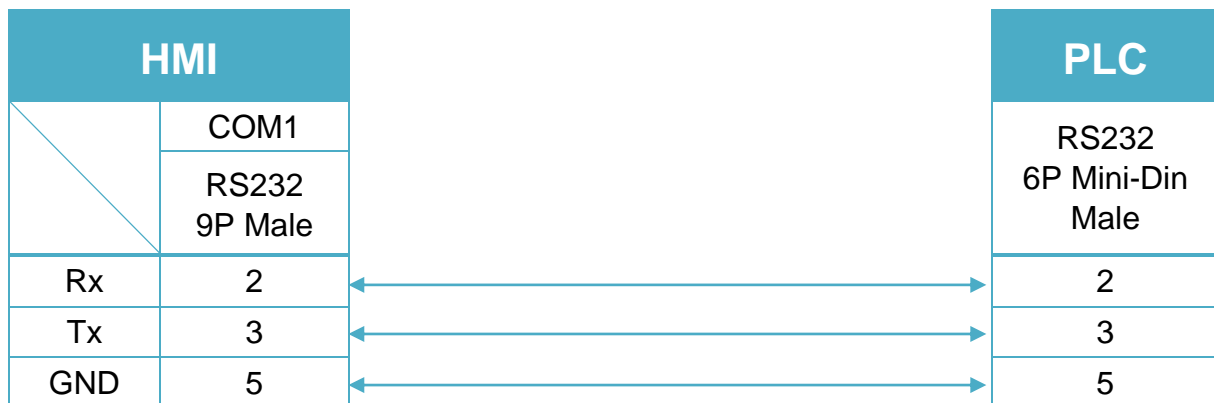 HMI PLC
COM1
RS232
9P Male
RS232
6P Mini-Din
Male
Rx 2 2
Tx 3 3
GND 5 5